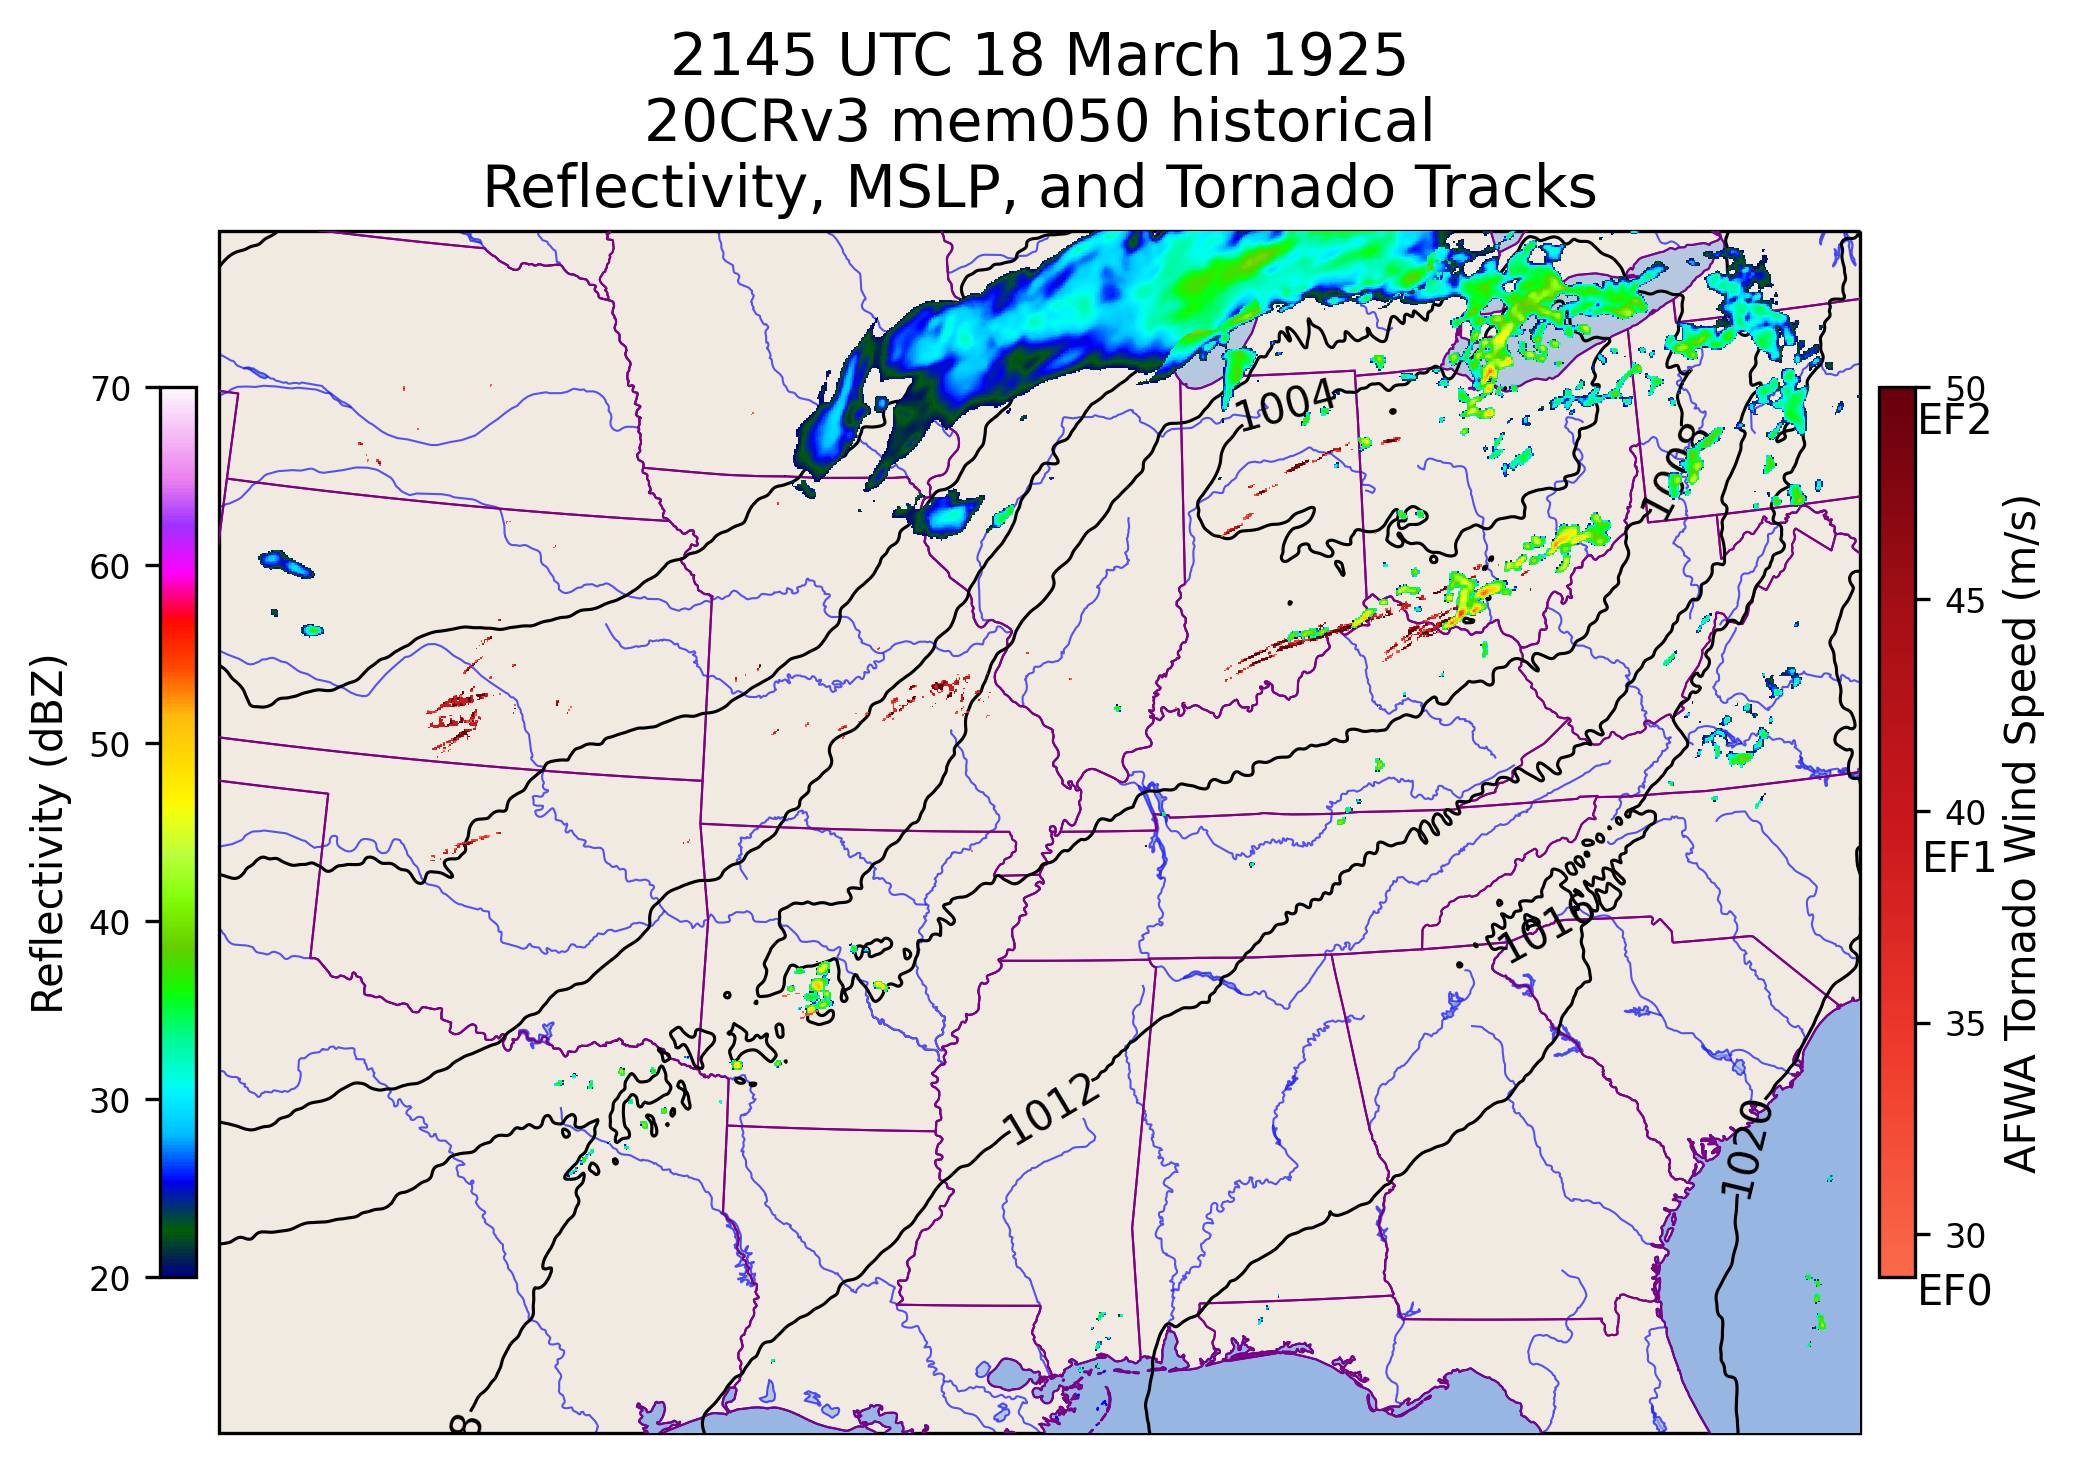 2145 UTC 18 March 1925
20CRv3 mem050 historical
Reflectivity, MSLP, and Tornado Tracks
70
60
50
40
30
20
Reflectivity (dBZ)
1004
1008
1016
1012
1020
8
50
EF2
45
40
EF1
35
30
EF0
AFWA Tornado Wind Speed (m/s)